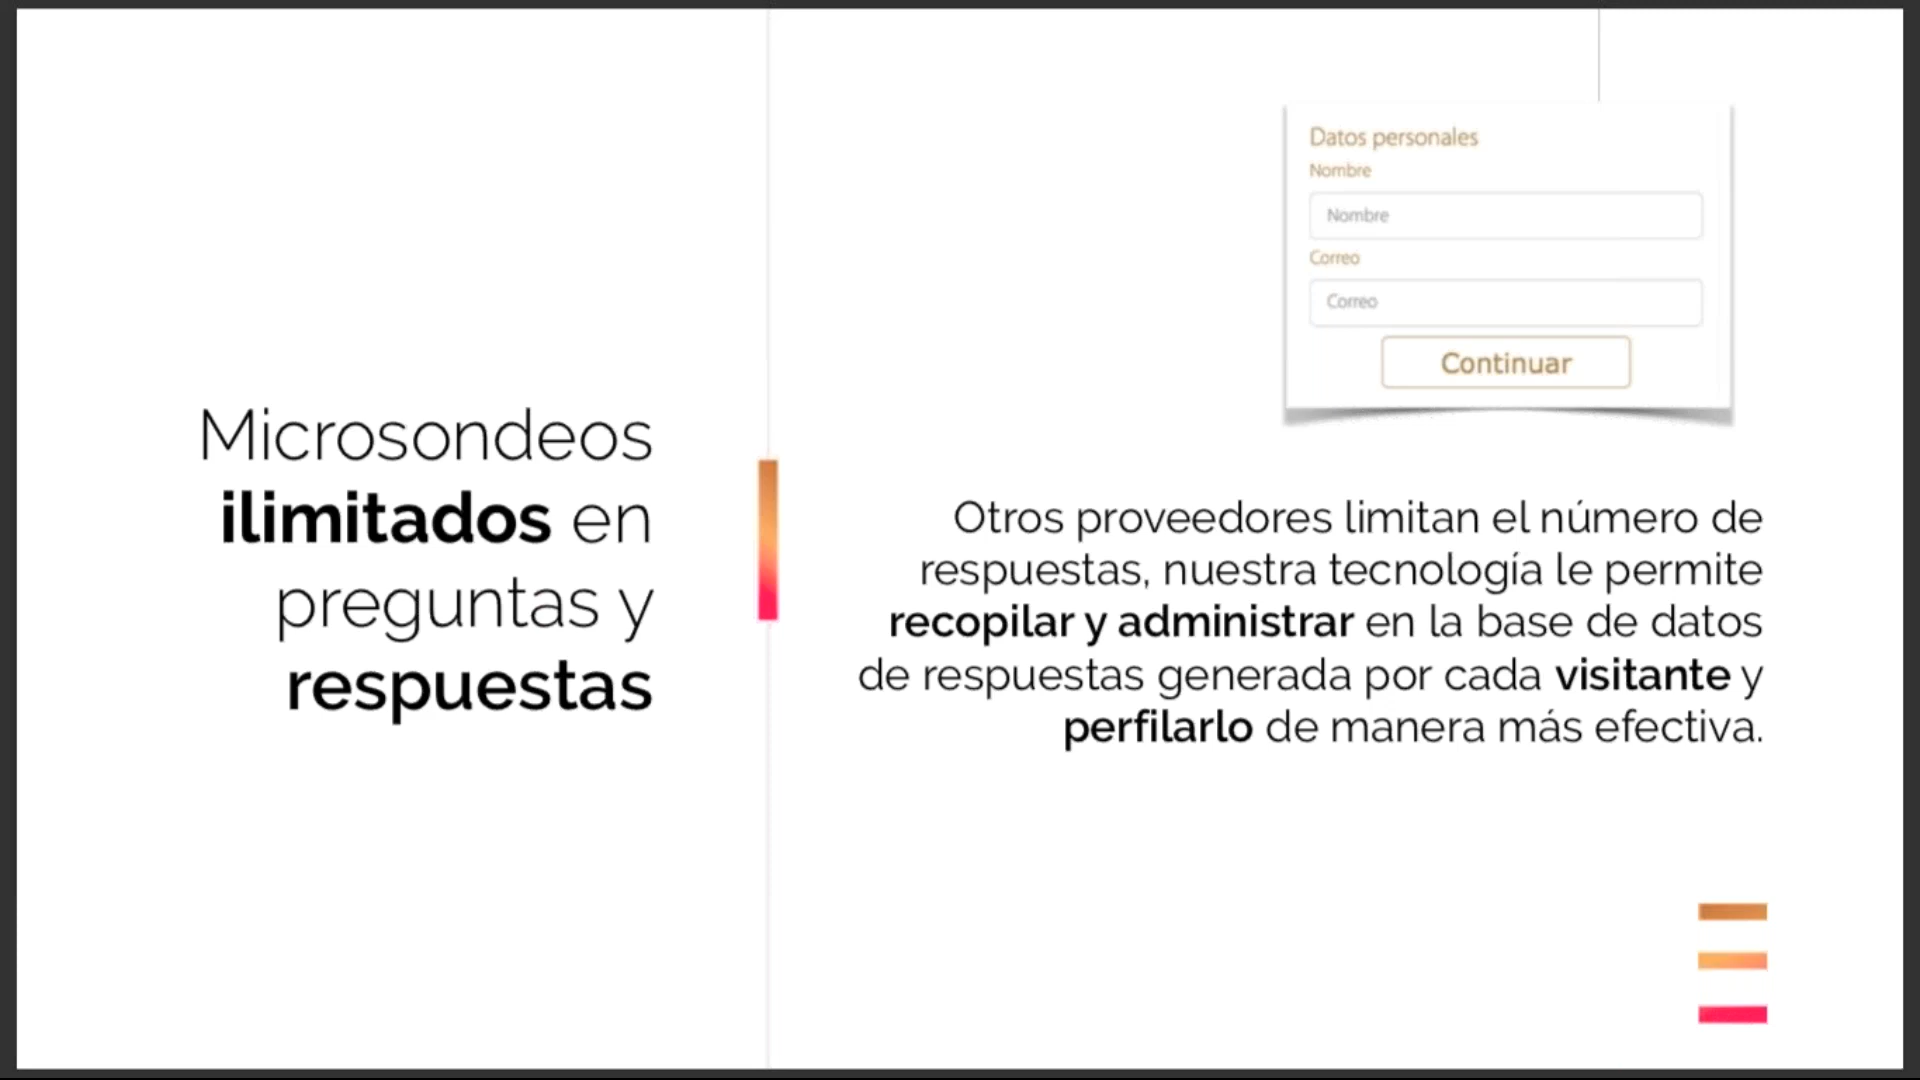 Microsondeos
ilimitados en
preguntas y
respuestas
Datos personales
Nombre
Nombre
Correo
Correo
Continuar
Otros proveedores limitan el número de
respuestas, nuestra tecnología le permite
recopilar y administrar en la base de datos
de respuestas generada por cada visitante y
perfilarlo de manera más efectiva.